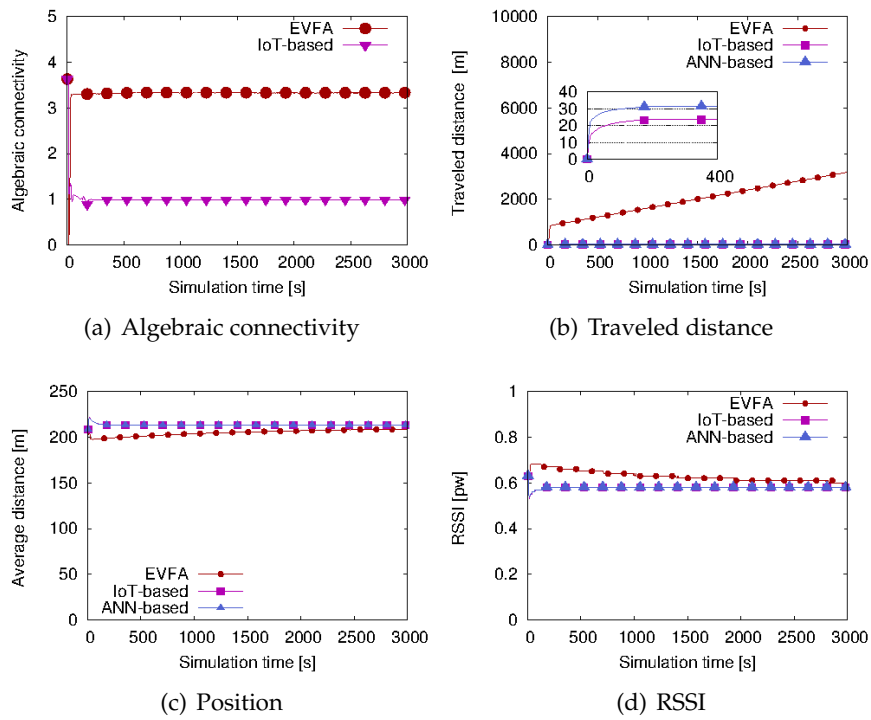 5
4
3
2
1
0
0 500 1000 1500 2000 2500 3000
Algebraic connectivity
Simulation time [s]
EVFA
IoT-based
(a) Algebraic connectivity
10000
8000
6000
4000
2000
0
0 500 1000 1500 2000 2500 3000
Traveled distance [m]
Simulation time [s]
EVFA
IoT-based
ANN-based
40
30
20
10
0
0 400
(b) Traveled distance
250
200
150
100
50
0
0 500 1000 1500 2000 2500 3000
Average distance [m]
Simulation time [s]
EVFA
IoT-based
ANN-based
(c) Position
1
0.8
0.6
0.4
0.2
0
0 500 1000 1500 2000 2500 3000
RSSI [pw]
Simulation time [s]
EVFA
IoT-based
ANN-based
(d) RSSI